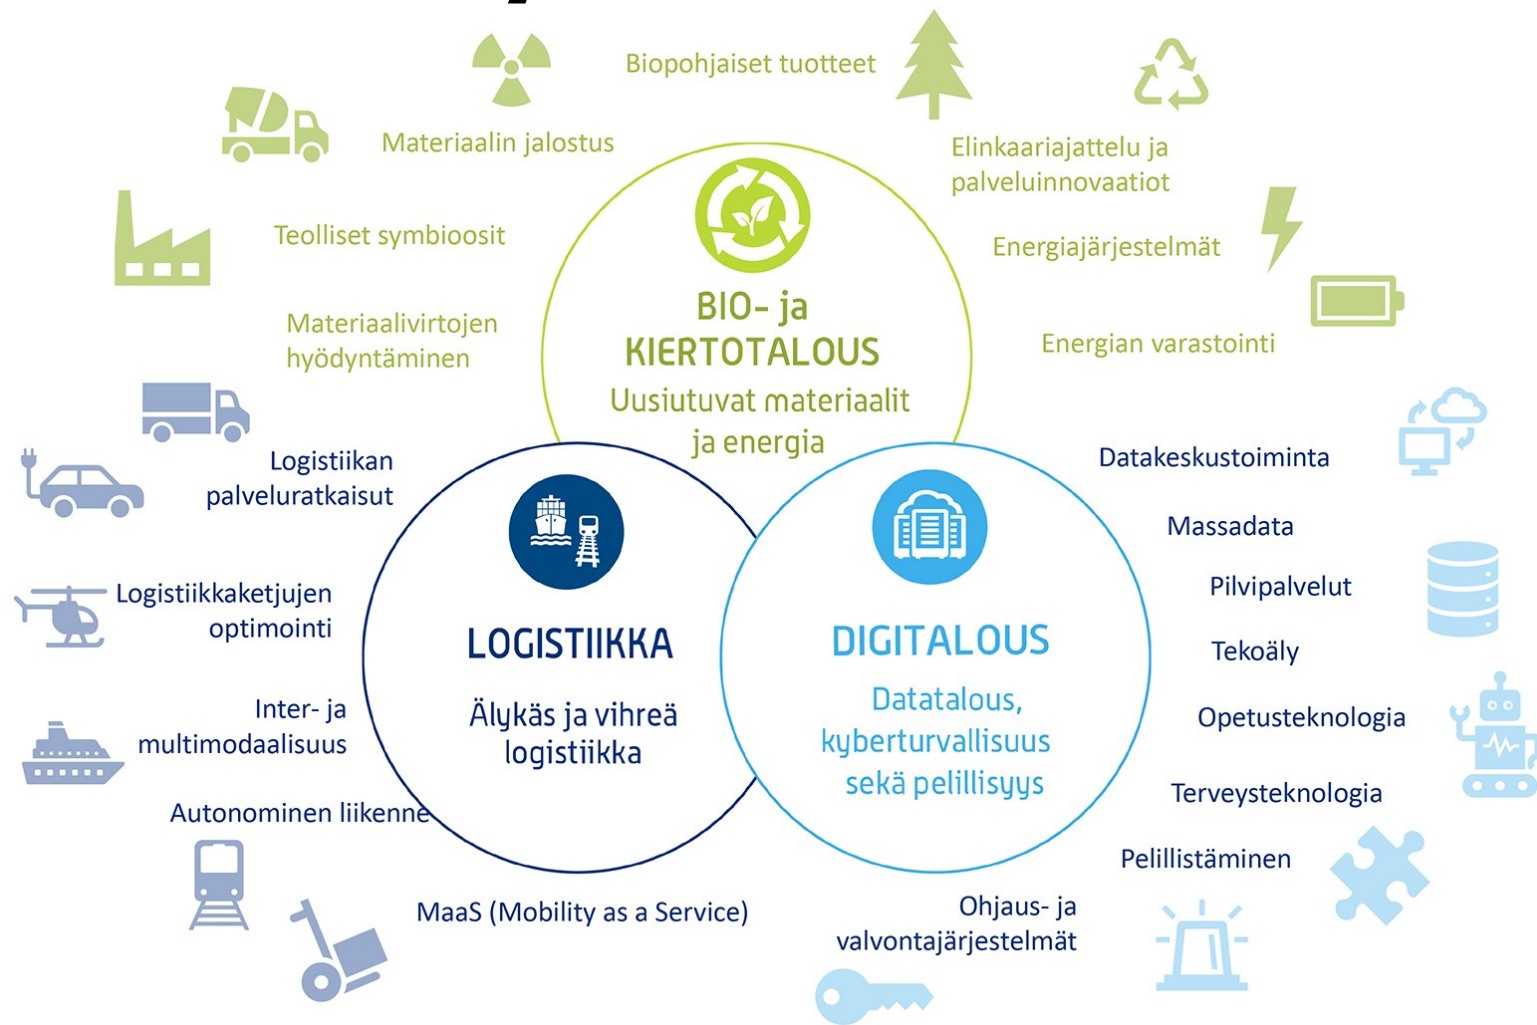 Biopohjaiset tuotteet
Materiaalin jalostus
Elinkaariajattelu ja
palveluinnovaatiot
Teolliset symbioosit
Energiajärjestelmät
Materiaalivirtojen
hyödyntäminen
Energian varastointi
BIO- ja
KIERTOTALOUS
Uusiutuvat materiaalit
ja energia
Logistiikan
palveluratkaisut
Logistiikkaketjujen
optimointi
Inter- ja
multimodaalisuus
Autonominen liikenne
MaaS (Mobility as a Service)
LOGISTIIKKA
Älykäs ja vihreä
logistiikka
DIGITALOUS
Datatalous,
kyberturvallisuus
sekä pelillisyys
Datakeskustoiminta
Massadata
Pilvipalvelut
Tekoäly
Opetusteknologia
Terveysteknologia
Pelillistäminen
Ohjaus- ja
valvontajärjestelmät